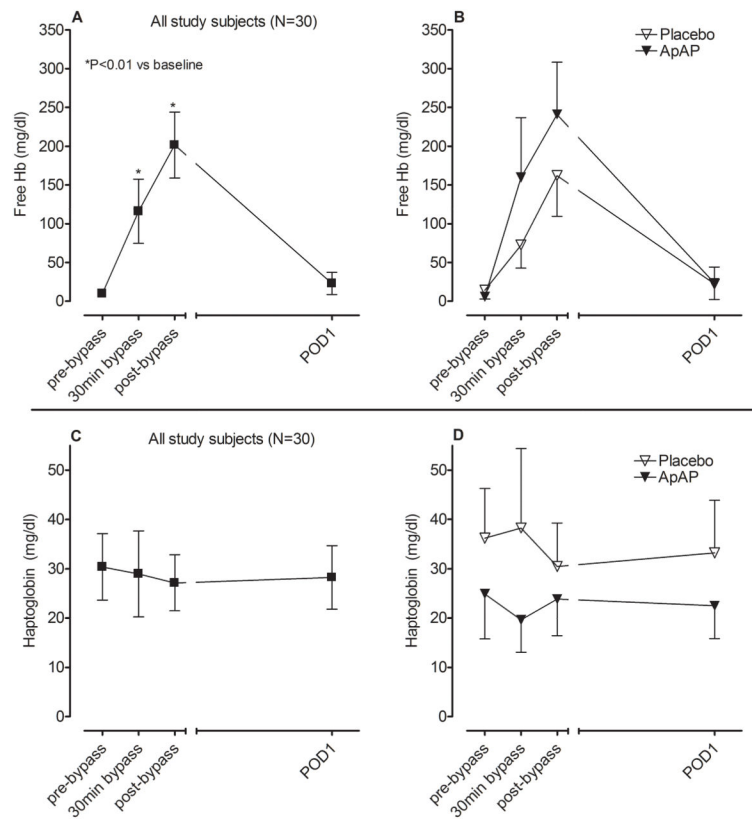 A
All study subjects (N=30)
*P<0.01 vs baseline
Free Hb (mg/dl)
350
300
250
200
150
100
50
0
*
*
pre-bypass
30min bypass
post-bypass
POD1
B
Placebo
ApAP
Free Hb (mg/dl)
350
300
250
200
150
100
50
0
pre-bypass
30min bypass
post-bypass
POD1
C
All study subjects (N=30)
Haptoglobin (mg/dl)
50
40
30
20
10
0
pre-bypass
30min bypass
post-bypass
POD1
D
Placebo
ApAP
Haptoglobin (mg/dl)
50
40
30
20
10
0
pre-bypass
30min bypass
post-bypass
POD1